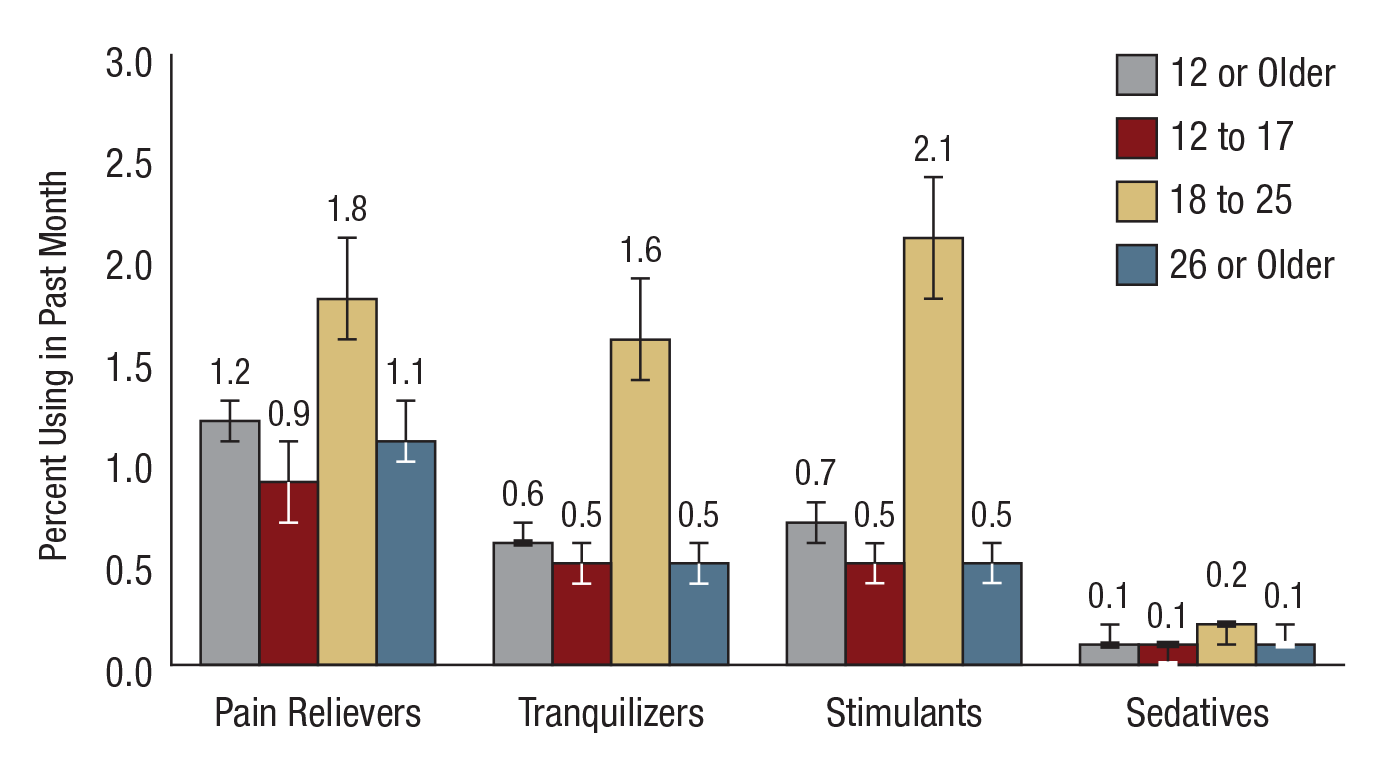 3.0
2.5
2.0
1.5
1.0
0.5
0.0
Percent Using in Past Month
12 or Older
12 to 17
18 to 25
26 or Older
1.2
0.9
1.8
1.1
0.6
0.5
1.6
0.5
0.7
0.5
2.1
0.5
0.1
0.1
0.2
0.1
Pain Relievers
Tranquilizers
Stimulants
Sedatives